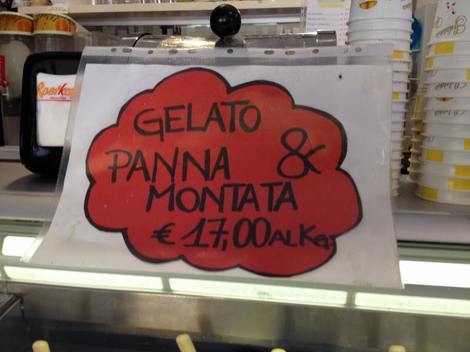 GELATO
PANNA &
MONTATA
€ 17,00 AL KG